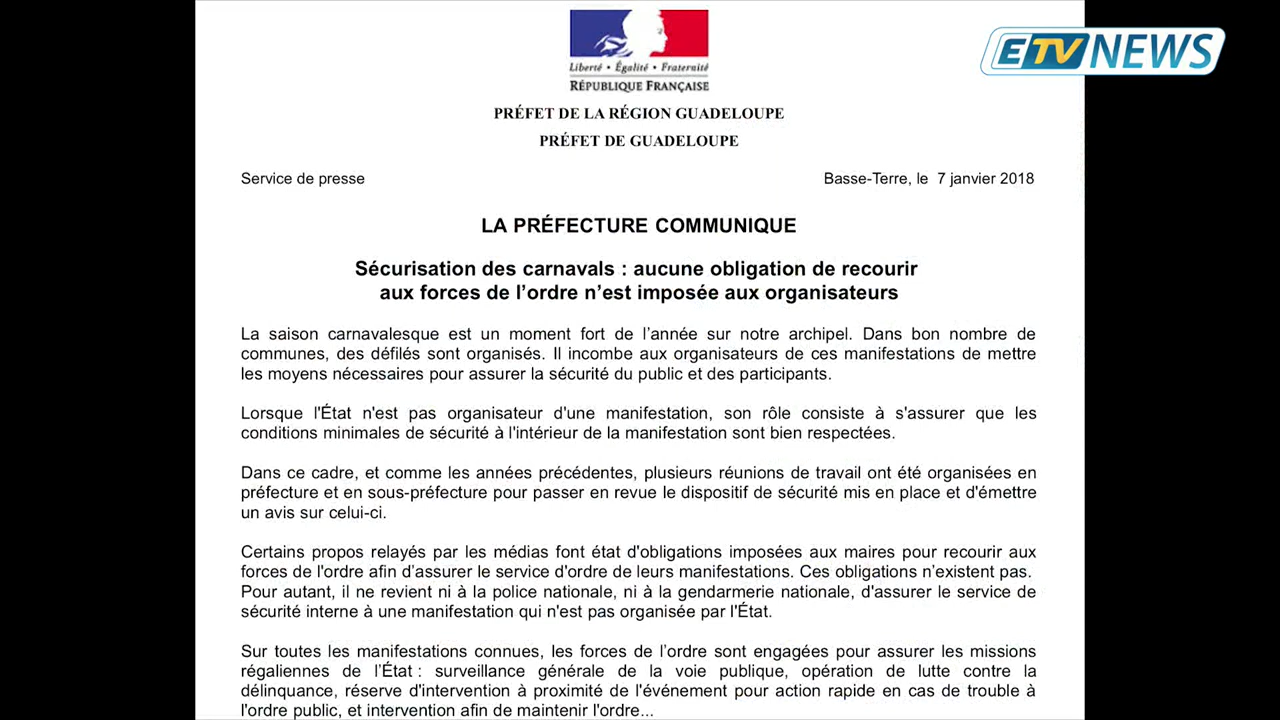 ETV NEWS
Liberté • Égalité • Fraternité
RÉPUBLIQUE FRANÇAISE
PRÉFET DE LA RÉGION GUADELOUPE
PRÉFET DE GUADELOUPE
Service de presse
Basse-Terre, le 7 janvier 2018
LA PRÉFECTURE COMMUNIQUE
Sécurisation des carnavals : aucune obligation de recourir
aux forces de l’ordre n’est imposée aux organisateurs
La saison carnavalesque est un moment fort de l’année sur notre archipel. Dans bon nombre de
communes, des défilés sont organisés. Il incombe aux organisateurs de ces manifestations de mettre
les moyens nécessaires pour assurer la sécurité du public et des participants.
Lorsque l'État n'est pas organisateur d'une manifestation, son rôle consiste à s'assurer que les
conditions minimales de sécurité à l'intérieur de la manifestation sont bien respectées.
Dans ce cadre, et comme les années précédentes, plusieurs réunions de travail ont été organisées en
préfecture et en sous-préfecture pour passer en revue le dispositif de sécurité mis en place et d'émettre
un avis sur celui-ci.
Certains propos relayés par les médias font état d'obligations imposées aux maires pour recourir aux
forces de l'ordre afin d’assurer le service d'ordre de leurs manifestations. Ces obligations n’existent pas.
Pour autant, il ne revient ni à la police nationale, ni à la gendarmerie nationale, d'assurer le service de
sécurité interne à une manifestation qui n'est pas organisée par l'État.
Sur toutes les manifestations connues, les forces de l’ordre sont engagées pour assurer les missions
régaliennes de l’État : surveillance générale de la voie publique, opération de lutte contre la
délinquance, réserve d'intervention à proximité de l'événement pour action rapide en cas de trouble à
l'ordre public, et intervention afin de maintenir l'ordre...